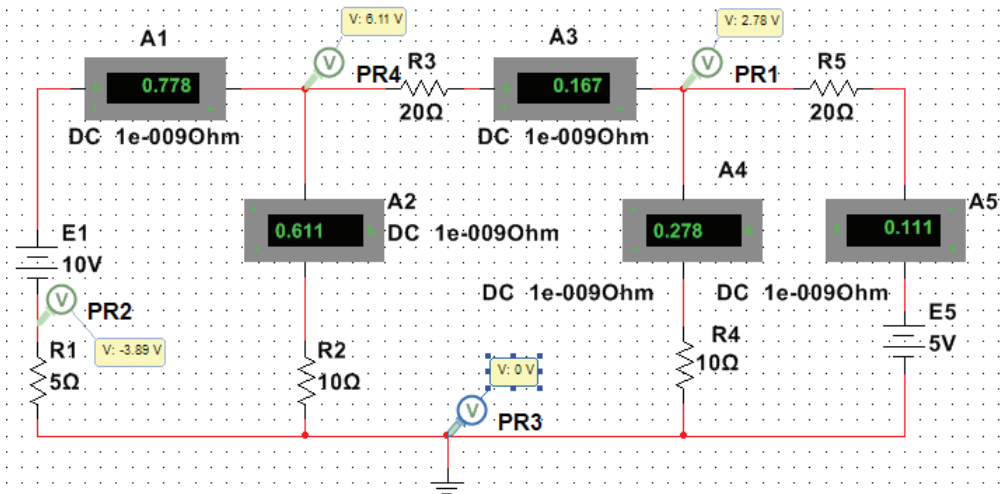 V: 6.11 V
V: 2.78 V
A1
A3
PR4
R3
PR1
R5
0.778
0.167
20Ω
20Ω
DC 1e-009Ohm
DC 1e-009Ohm
A4
A2
A5
0.611
DC 1e-009Ohm
0.278
0.111
E1
10V
DC 1e-009Ohm
DC 1e-009Ohm
PR2
E5
5V
R1
5Ω
V: -3.89 V
R2
10Ω
R4
10Ω
V: 0 V
PR3
V
V
V
V